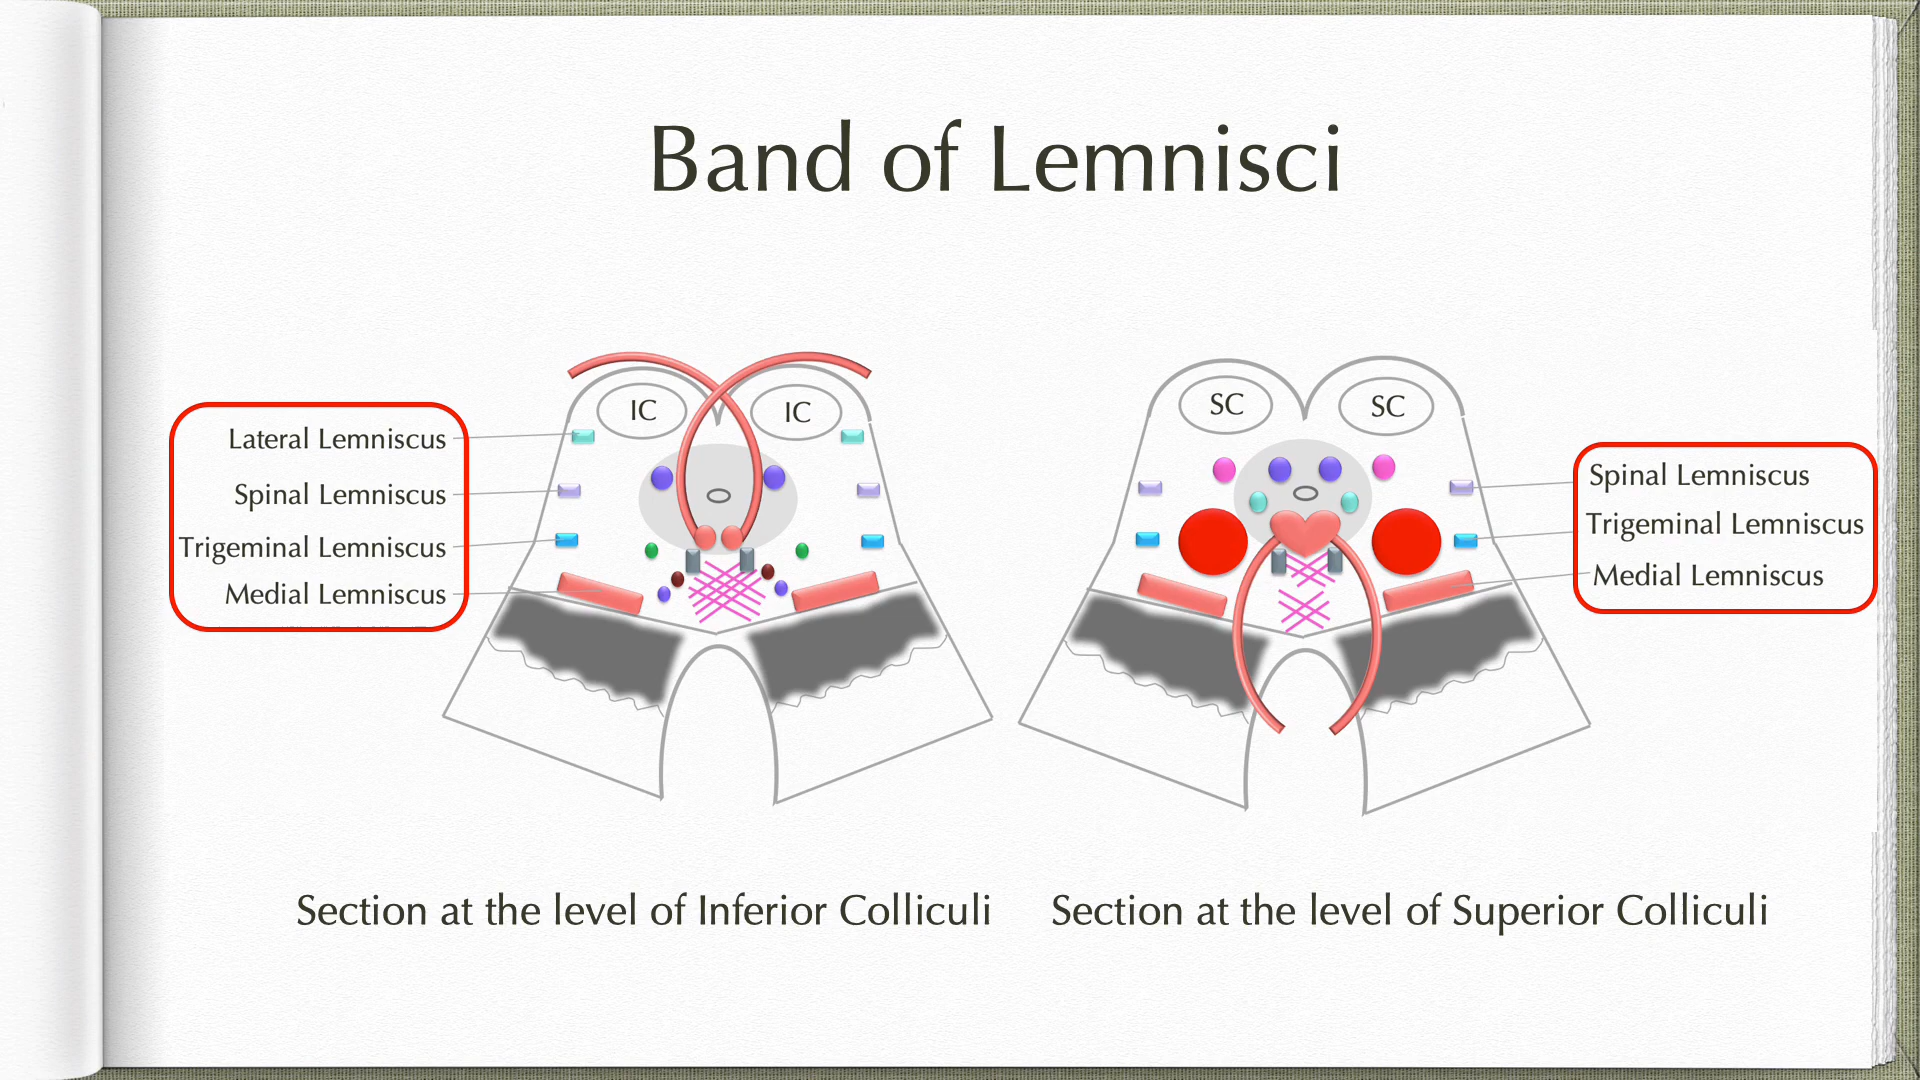 Band of Lemnisci
IC
IC
SC
SC
Lateral Lemniscus
Spinal Lemniscus
Trigeminal Lemniscus
Medial Lemniscus
Spinal Lemniscus
Trigeminal Lemniscus
Medial Lemniscus
Section at the level of Inferior Colliculi
Section at the level of Superior Colliculi